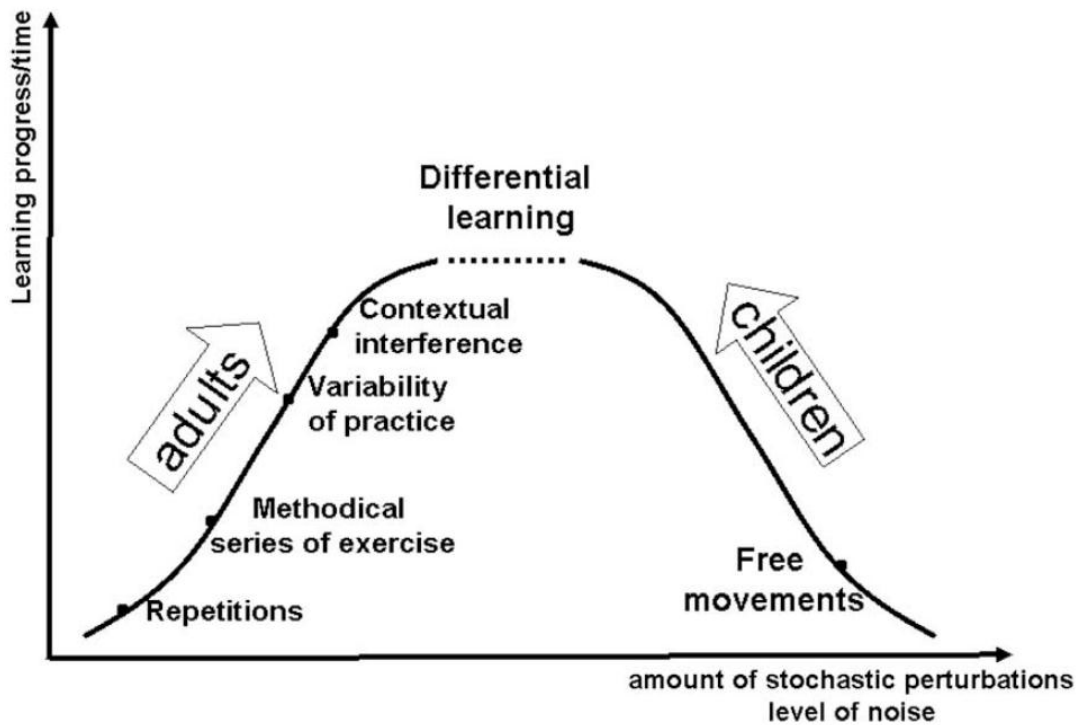 Learning progress/time
Differential
learning
Contextual
interference
Variability
of practice
Methodical
series of exercise
Repetitions
adults
children
Free
movements
amount of stochastic perturbations
level of noise